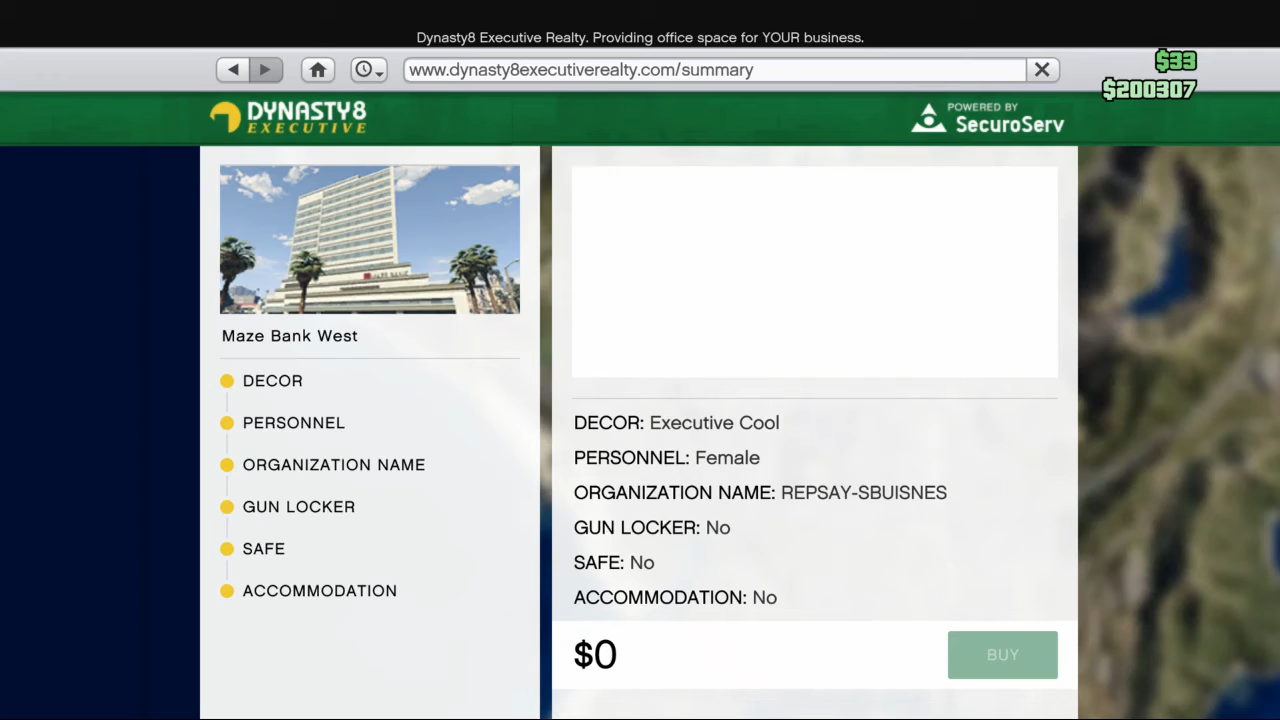 Dynasty8 Executive Realty. Providing office space for YOUR business.
www.dynasty8executiverealty.com/summary
$33
$200307
DYNASTY8
EXECUTIVE
POWERED BY
SecuroServ
MAZE BANK
Maze Bank West
DECOR
PERSONNEL
ORGANIZATION NAME
GUN LOCKER
SAFE
ACCOMMODATION
DECOR: Executive Cool
PERSONNEL: Female
ORGANIZATION NAME: REPSAY-SBUISNES
GUN LOCKER: No
SAFE: No
ACCOMMODATION: No
$0
BUY